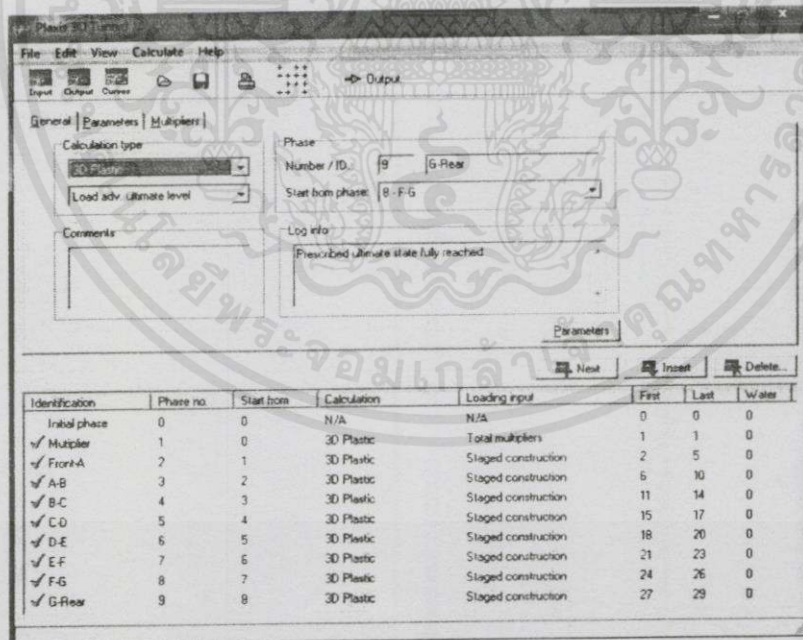 Plaxis 3D Tunnel
File Edit View Calculate Help
Input Output Curves Output
General Parameters Multipliers
Calculation type
3D Plastic
Load adv. ultimate level
Phase
Number / ID.: 9 G-Rear
Start from phase: 8 - F-G
Comments
Log info
Prescribed ultimate state fully reached
Parameters
Next Insert Delete...
Identification Phase no. Start from Calculation Loading input First Last Water
Initial phase 0 0 N/A N/A 0 0 0
Mutiplier 1 0 3D Plastic Total multipliers 1 1 0
Front-A 2 1 3D Plastic Staged construction 2 5 0
A-B 3 2 3D Plastic Staged construction 6 10 0
B-C 4 3 3D Plastic Staged construction 11 14 0
C-D 5 4 3D Plastic Staged construction 15 17 0
D-E 6 5 3D Plastic Staged construction 18 20 0
E-F 7 6 3D Plastic Staged construction 21 23 0
F-G 8 7 3D Plastic Staged construction 24 26 0
G-Rear 9 8 3D Plastic Staged construction 27 29 0